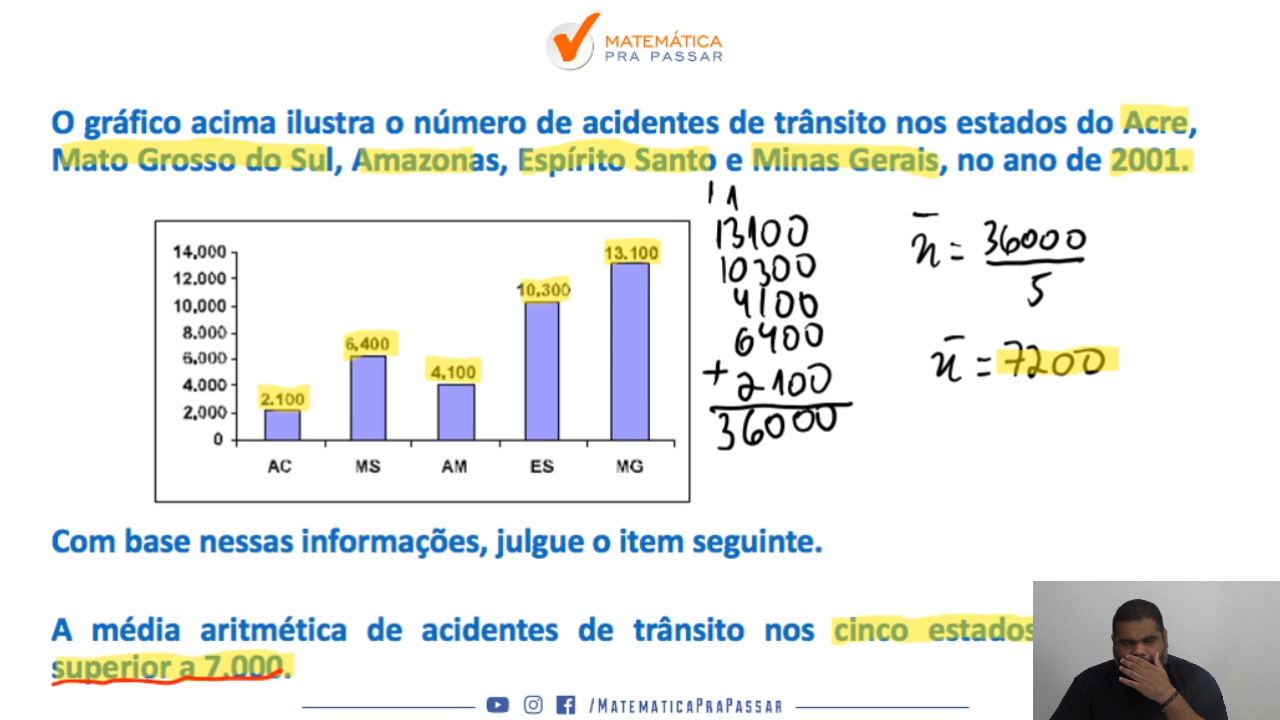 MATEMÁTICA
PRA PASSAR
O gráfico acima ilustra o número de acidentes de trânsito nos estados do Acre,
Mato Grosso do Sul, Amazonas, Espírito Santo e Minas Gerais, no ano de 2001.
14,000
12.000
10,000
8.000
6,000
4.000
2,000
0
2.100
6,400
4,100
10,300
13.100
AC MS AM ES MG
1 1
13100
10300
4100
6400
+ 2100
36000
x̄ = 36000
5
x̄ = 7200
Com base nessas informações, julgue o item seguinte.
A média aritmética de acidentes de trânsito nos cinco estados
superior a 7.000.
/MatematicaPraPassar